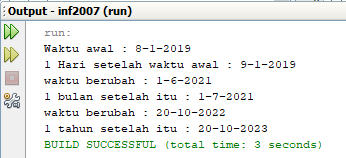 Output - inf2007 (run)
run:
Waktu awal : 8-1-2019
1 Hari setelah waktu awal : 9-1-2019
waktu berubah : 1-6-2021
1 bulan setelah itu : 1-7-2021
waktu berubah : 20-10-2022
1 tahun setelah itu : 20-10-2023
BUILD SUCCESSFUL (total time: 3 seconds)